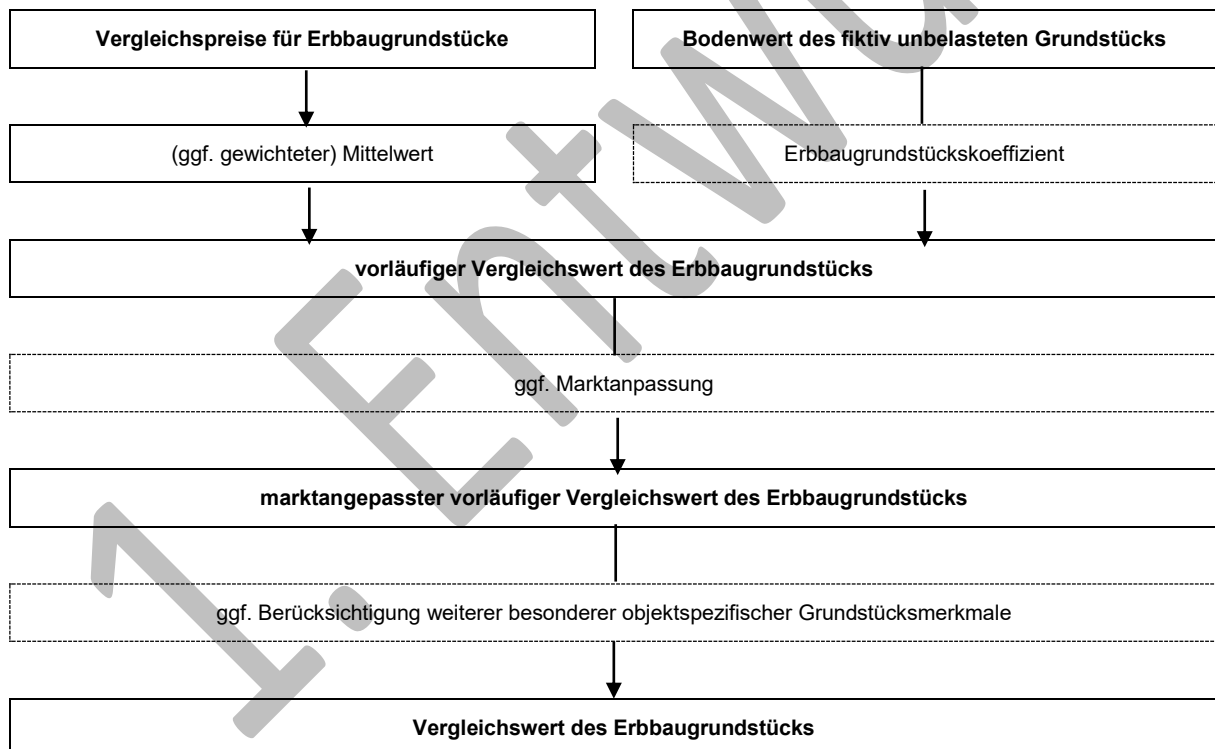 Vergleichspreise für Erbbaugrundstücke
Bodenwert des fiktiv unbelasteten Grundstücks
(ggf. gewichteter) Mittelwert
Erbbaugrundstückskoeffizient
vorläufiger Vergleichswert des Erbbaugrundstücks
ggf. Marktanpassung
marktangepasster vorläufiger Vergleichswert des Erbbaugrundstücks
ggf. Berücksichtigung weiterer besonderer objektspezifischer Grundstücksmerkmale
Vergleichswert des Erbbaugrundstücks
1. Entwu